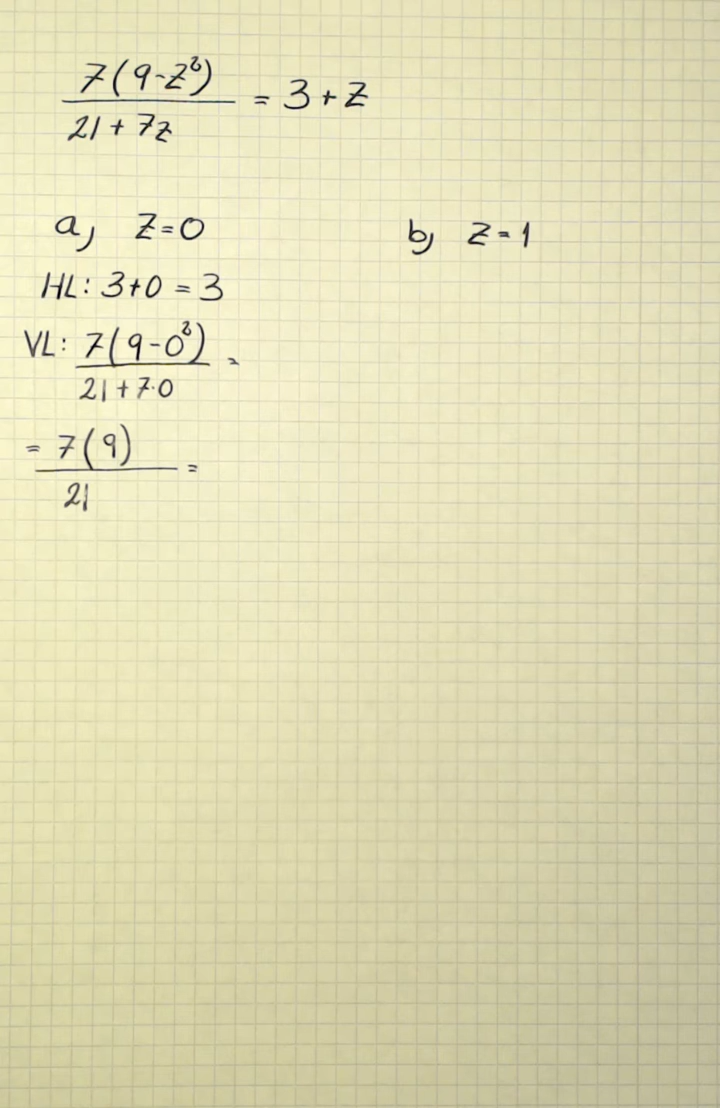 7(9-z²)/(21+7z) = 3+z
a) z=0
HL: 3+0 = 3
VL: 7(9-0²)/(21+7·0) =
= 7(9)/21 =
b) z=1